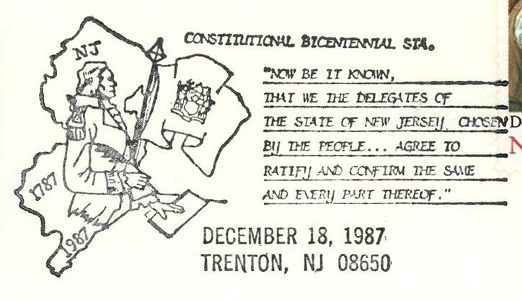 CONSTITUTIONAL BICENTENNIAL STA.
NJ
"NOW BE IT KNOWN,
THAT WE THE DELEGATES OF
THE STATE OF NEW JERSEY, CHOSEN
BY THE PEOPLE... AGREE TO
RATIFY AND CONFIRM THE SAME
AND EVERY PART THEREOF."
1787
1987
DECEMBER 18, 1987
TRENTON, NJ 08650
D
N